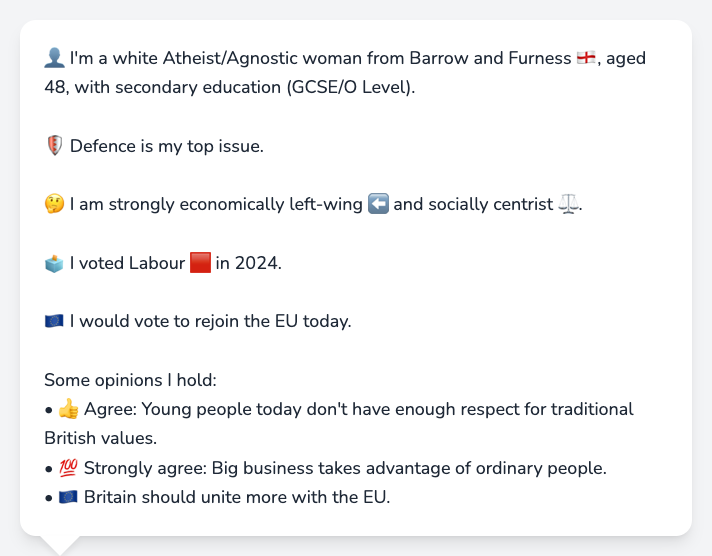 👤 I'm a white Atheist/Agnostic woman from Barrow and Furness 🏴󠁧󠁢󠁥󠁮󠁧󠁿, aged
48, with secondary education (GCSE/O Level).
🛡️ Defence is my top issue.
🤔 I am strongly economically left-wing ⬅️ and socially centrist ⚖️.
🗳️ I voted Labour 🟥 in 2024.
🇪🇺 I would vote to rejoin the EU today.
Some opinions I hold:
• 👍 Agree: Young people today don't have enough respect for traditional
British values.
• 💯 Strongly agree: Big business takes advantage of ordinary people.
• 🇪🇺 Britain should unite more with the EU.